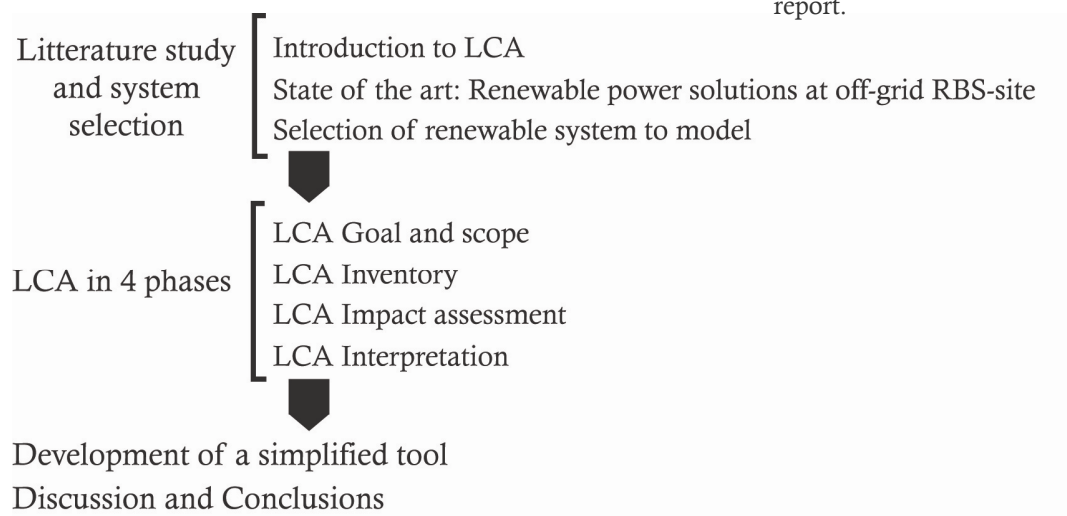 report.
Litterature study
and system
selection
Introduction to LCA
State of the art: Renewable power solutions at off-grid RBS-site
Selection of renewable system to model
LCA in 4 phases
LCA Goal and scope
LCA Inventory
LCA Impact assessment
LCA Interpretation
Development of a simplified tool
Discussion and Conclusions